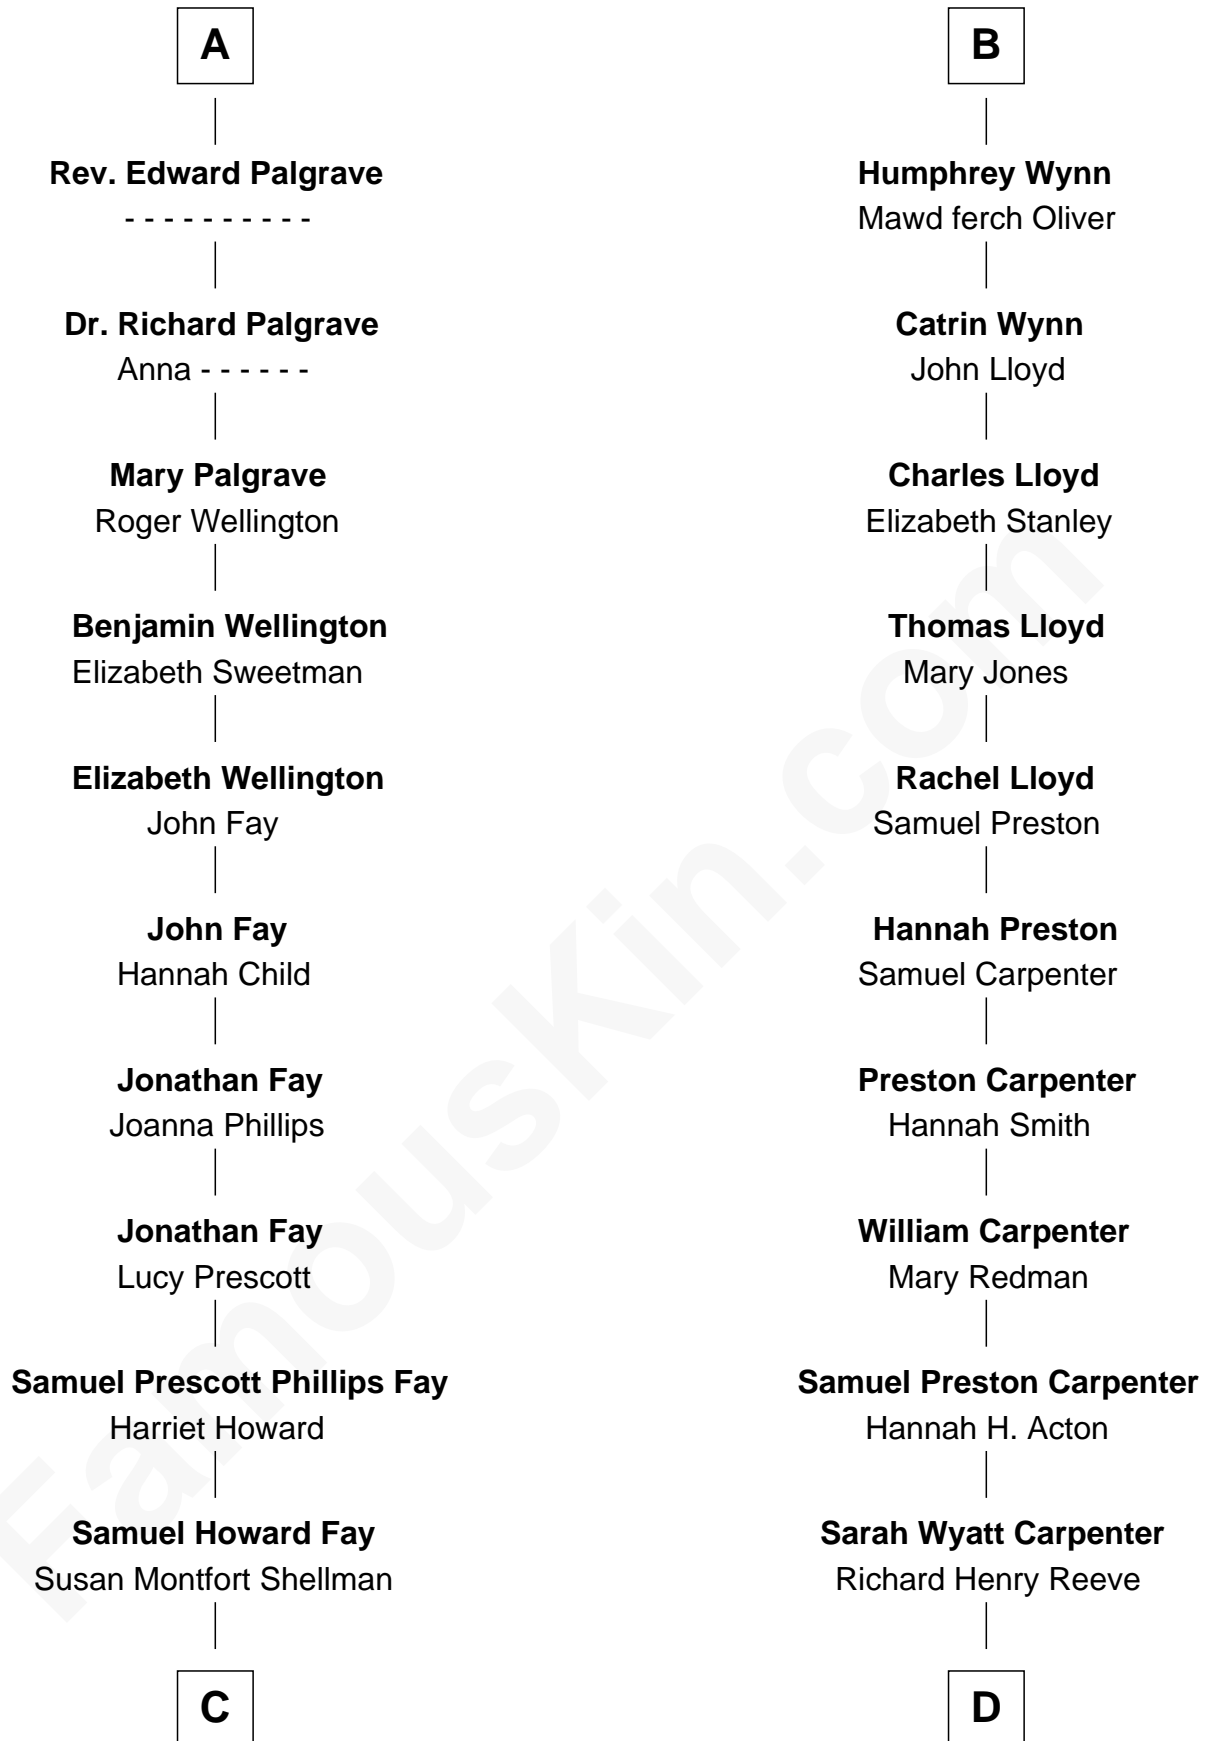 A
Rev. Edward Palgrave
- - - - - - - - - -
Dr. Richard Palgrave
Anna - - - - - -
Mary Palgrave
Roger Wellington
Benjamin Wellington
Elizabeth Sweetman
Elizabeth Wellington
John Fay
John Fay
Hannah Child
Jonathan Fay
Joanna Phillips
Jonathan Fay
Lucy Prescott
Samuel Prescott Phillips Fay
Harriet Howard
Samuel Howard Fay
Susan Montfort Shellman
C
B
Humphrey Wynn
Mawd ferch Oliver
Catrin Wynn
John Lloyd
Charles Lloyd
Elizabeth Stanley
Thomas Lloyd
Mary Jones
Rachel Lloyd
Samuel Preston
Hannah Preston
Samuel Carpenter
Preston Carpenter
Hannah Smith
William Carpenter
Mary Redman
Samuel Preston Carpenter
Hannah H. Acton
Sarah Wyatt Carpenter
Richard Henry Reeve
D
FamousKin.com